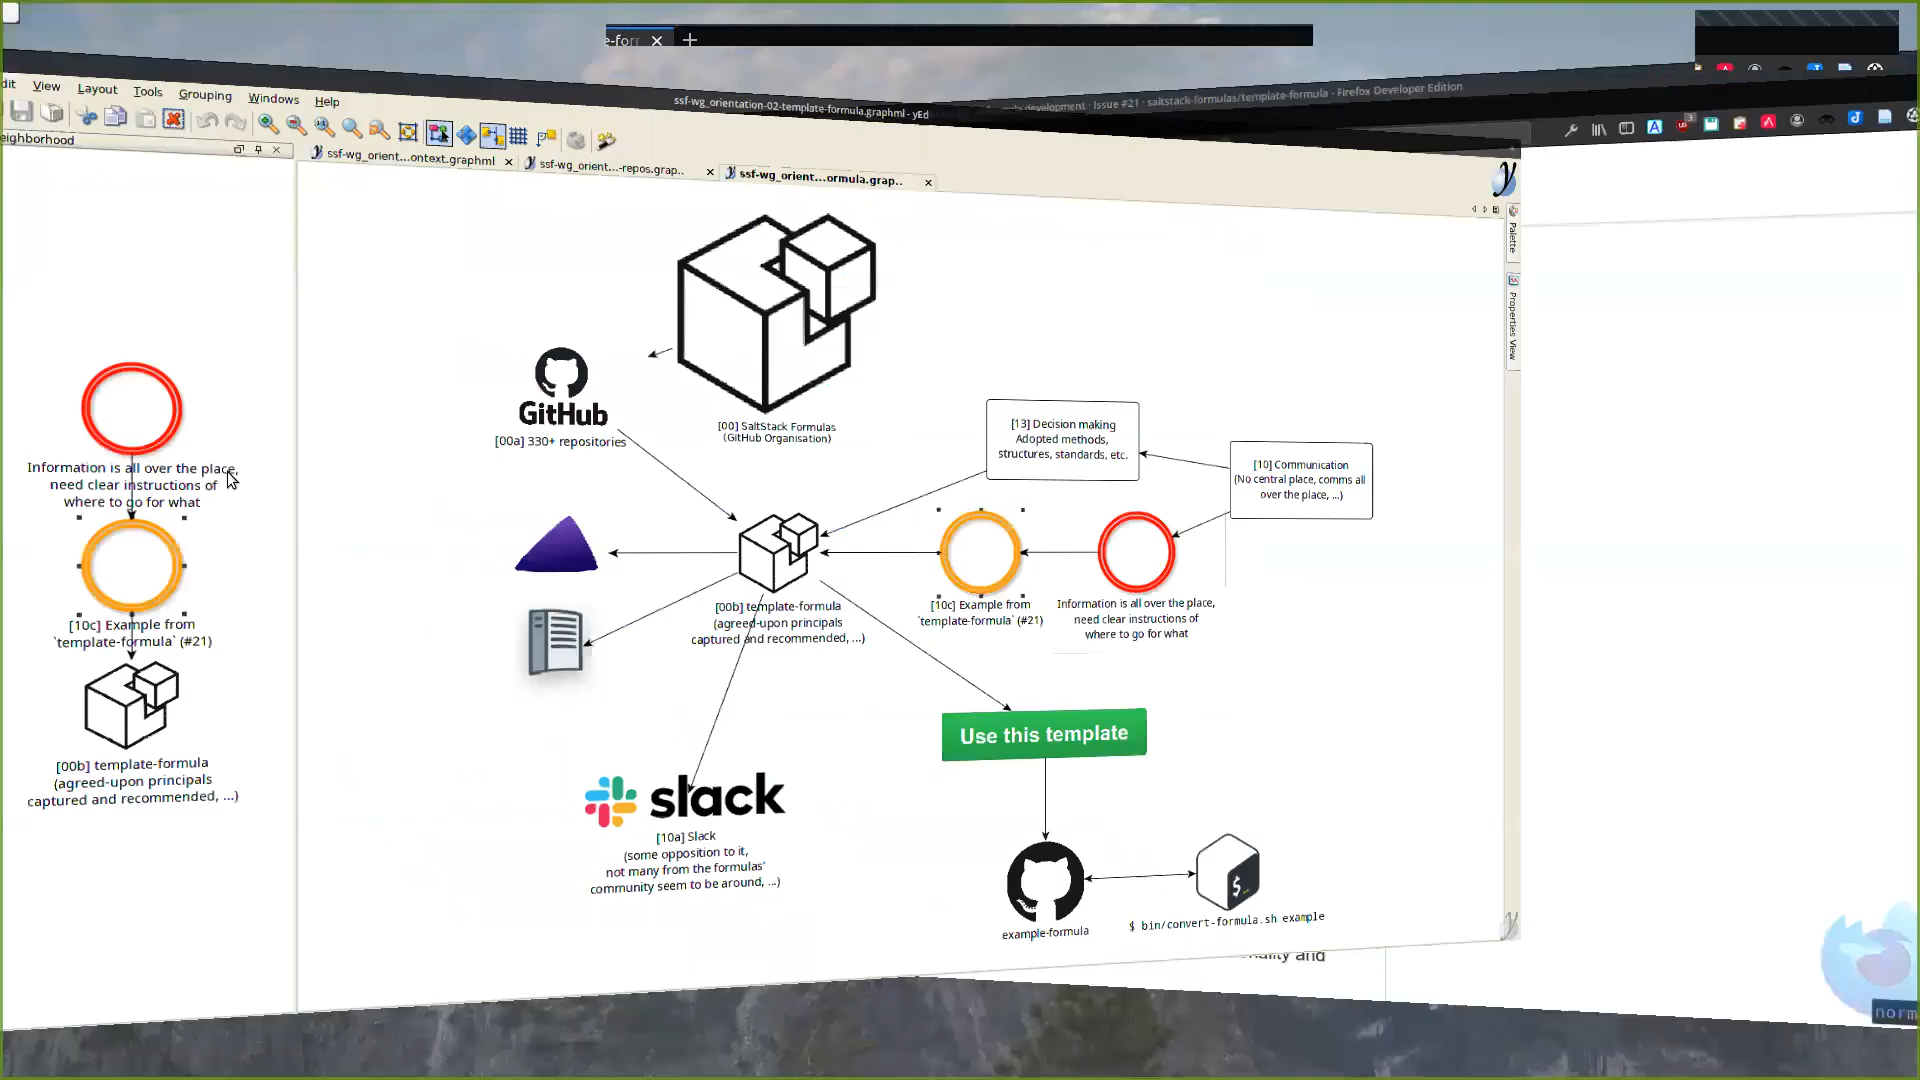 dit View Layout Tools Grouping Windows Help
ssf-wg_orientation-02-template-formula.graphml - yEd
development · Issue #21 · saltstack-formulas/template-formula - Firefox Developer Edition
eighborhood
ssf-wg_orient...ontext.graphml
ssf-wg_orient...-repos.grap..
ssf-wg_orient...ormula.grap..
Palette
Properties View
Information is all over the place,
need clear instructions of
where to go for what
[10c] Example from
`template-formula` (#21)
[00b] template-formula
(agreed-upon principals
captured and recommended, ...)
GitHub
[00a] 330+ repositories
[00] SaltStack Formulas
(GitHub Organisation)
[13] Decision making
Adopted methods,
structures, standards, etc.
[10] Communication
(No central place, comms all
over the place, ...)
[00b] template-formula
(agreed-upon principals
captured and recommended, ...)
[10c] Example from
`template-formula` (#21)
Information is all over the place,
need clear instructions of
where to go for what
Use this template
slack
[10a] Slack
(some opposition to it,
not many from the formulas'
community seem to be around, ...)
example-formula
$ bin/convert-formula.sh example
and
norm